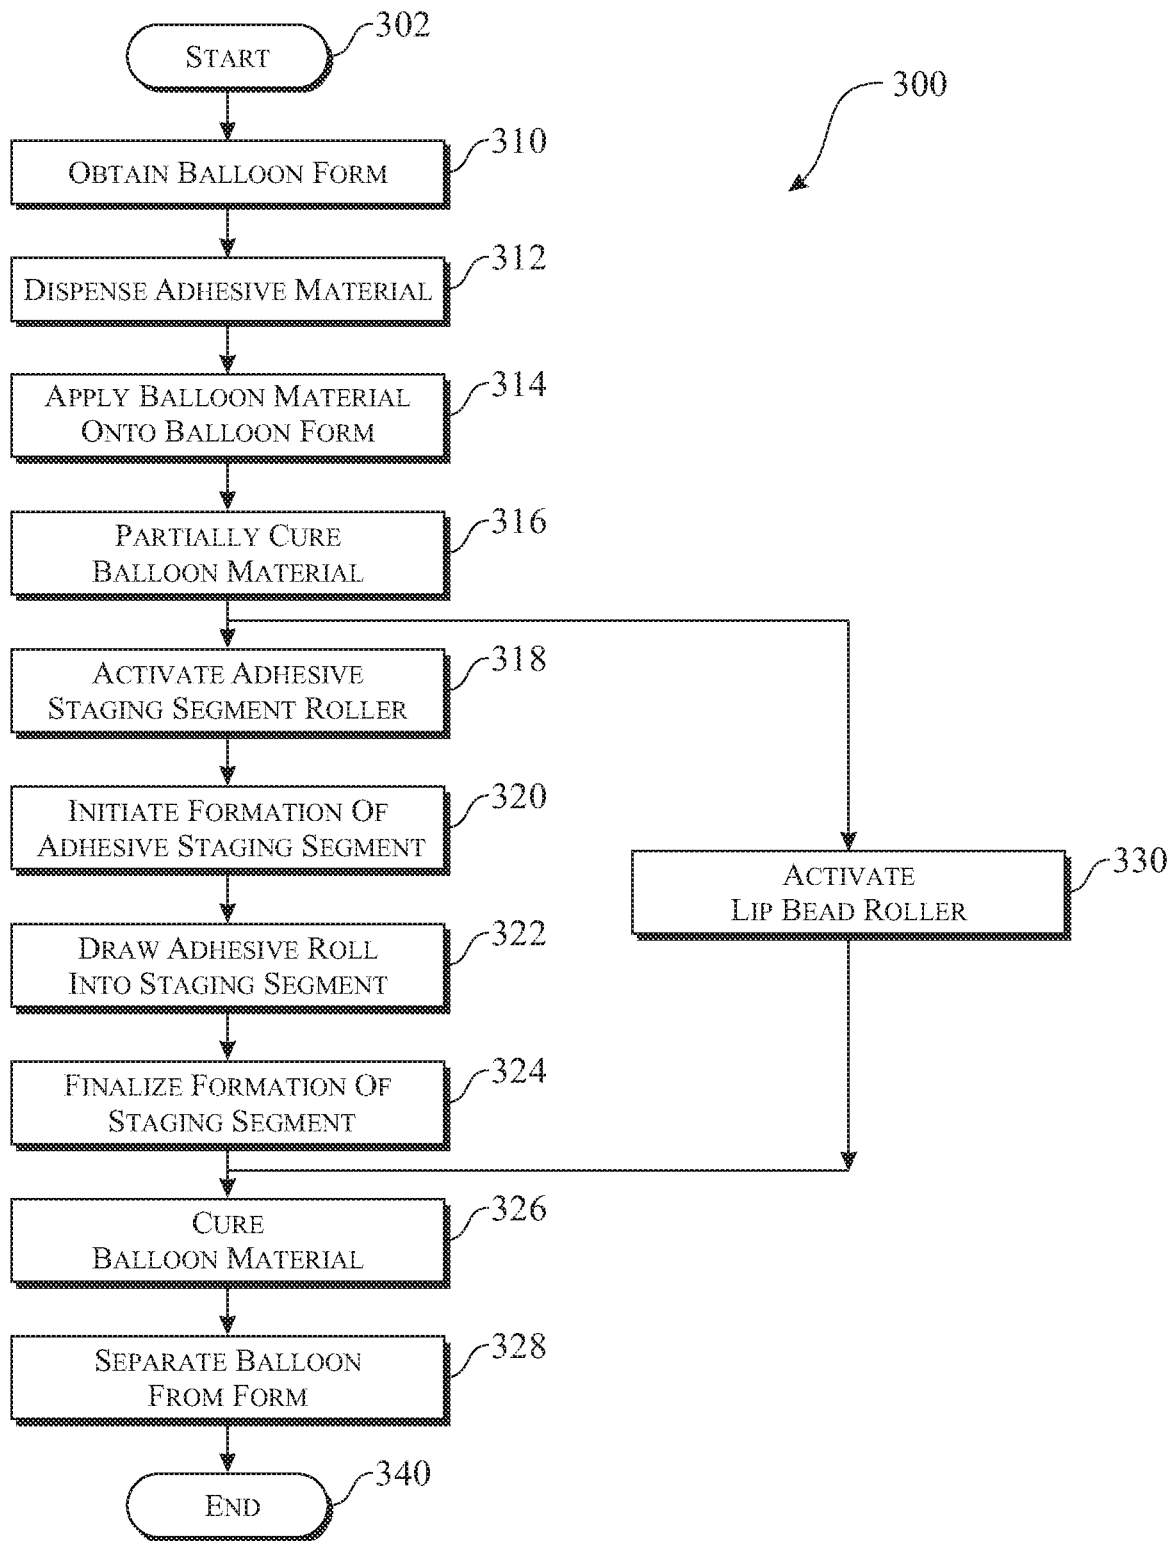 START
302
300
OBTAIN BALLOON FORM
310
DISPENSE ADHESIVE MATERIAL
312
APPLY BALLOON MATERIAL
ONTO BALLOON FORM
314
PARTIALLY CURE
BALLOON MATERIAL
316
ACTIVATE ADHESIVE
STAGING SEGMENT ROLLER
318
INITIATE FORMATION OF
ADHESIVE STAGING SEGMENT
320
ACTIVATE
LIP BEAD ROLLER
330
DRAW ADHESIVE ROLL
INTO STAGING SEGMENT
322
FINALIZE FORMATION OF
STAGING SEGMENT
324
CURE
BALLOON MATERIAL
326
SEPARATE BALLOON
FROM FORM
328
END
340